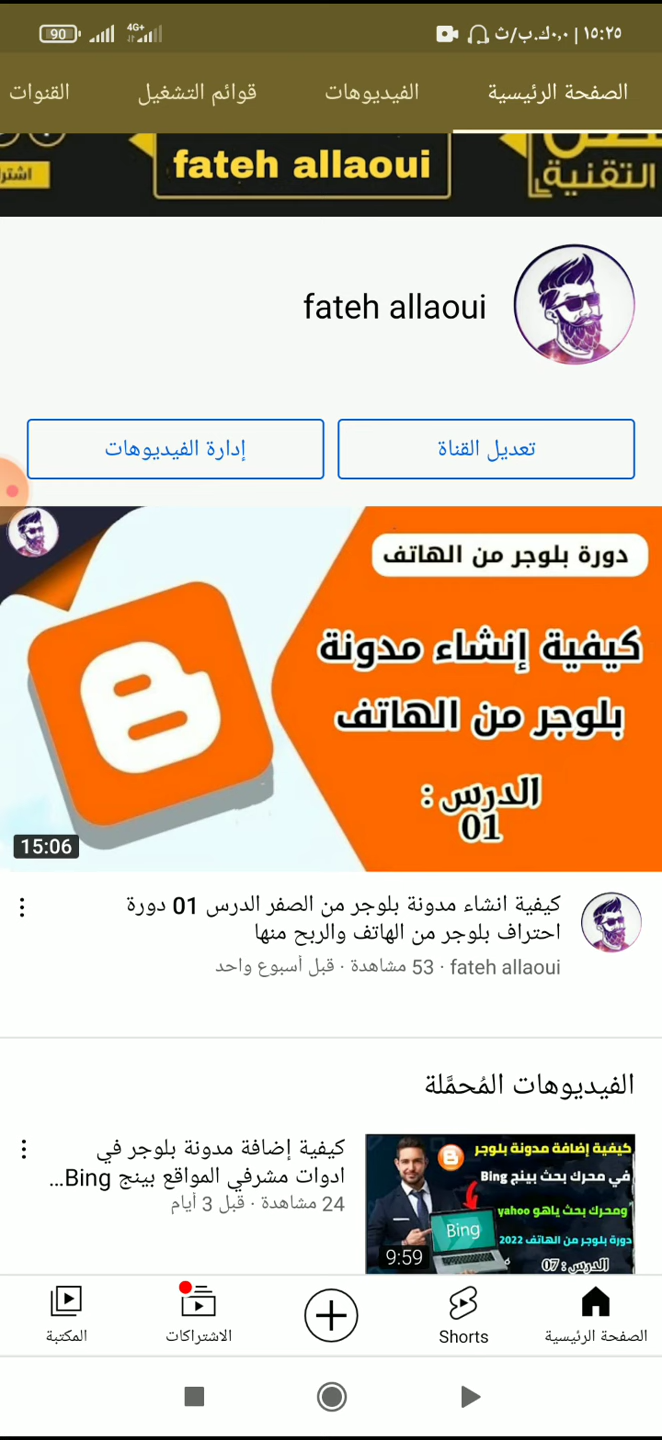 ١٥:٢٥ | ٠,٠ك.ب/ث
4G+
90
الصفحة الرئيسية
الفيديوهات
قوائم التشغيل
القنوات
التقنية
fateh allaoui
fateh allaoui
تعديل القناة
إدارة الفيديوهات
دورة بلوجر من الهاتف
كيفية إنشاء مدونة
بلوجر من الهاتف
الدرس :
01
15:06
كيفية انشاء مدونة بلوجر من الصفر الدرس 01 دورة
احتراف بلوجر من الهاتف والربح منها
fateh allaoui · 53 مشاهدة · قبل أسبوع واحد
الفيديوهات المُحمَّلة
كيفية إضافة مدونة بلوجر
في محرك بحث بينج Bing
ومحرك بحث ياهو yahoo
دورة بلوجر من الهاتف 2022
الدرس : 07
Bing
9:59
كيفية إضافة مدونة بلوجر في
ادوات مشرفي المواقع بينج Bing...
24 مشاهدة · قبل 3 أيام
الصفحة الرئيسية
Shorts
الاشتراكات
المكتبة